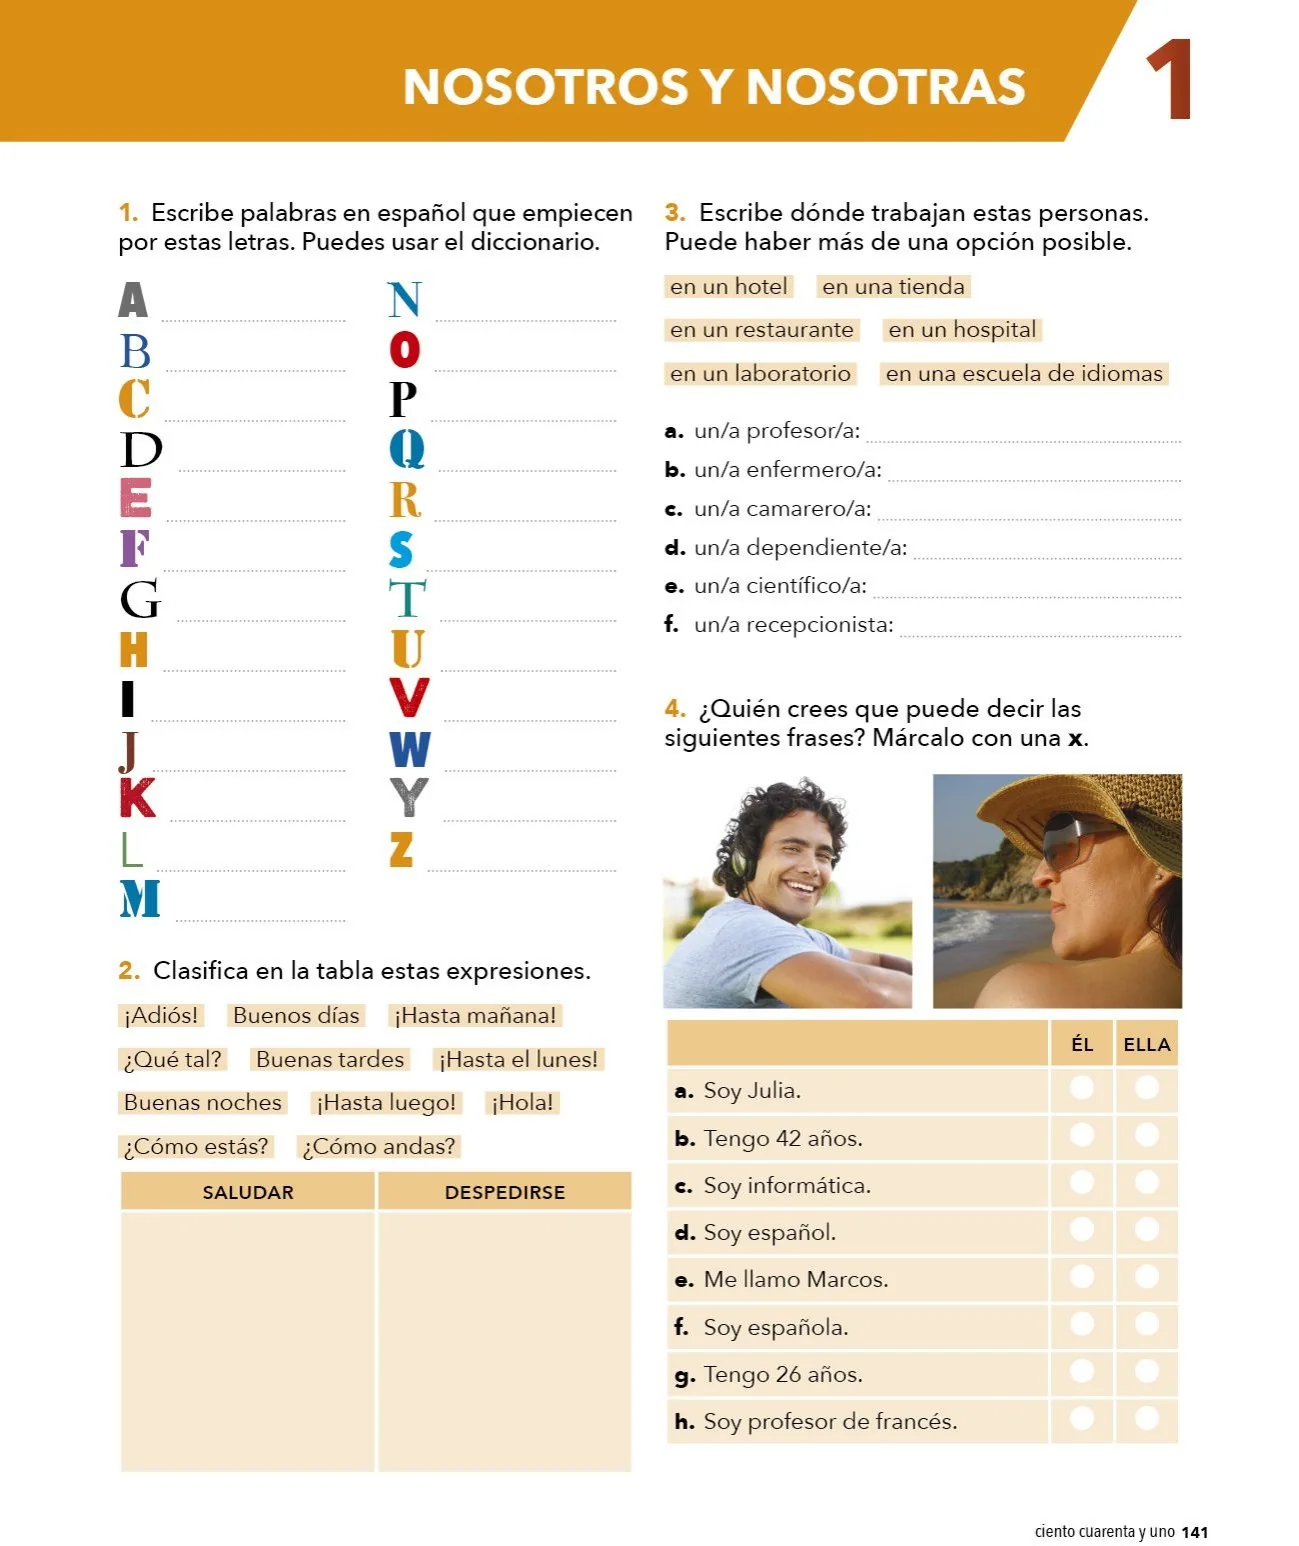 NOSOTROS Y NOSOTRAS
1
1. Escribe palabras en español que empiecen
por estas letras. Puedes usar el diccionario.
A
B
C
D
E
F
G
H
I
J
K
L
M
N
O
P
Q
R
S
T
U
V
W
Y
Z
2. Clasifica en la tabla estas expresiones.
¡Adiós! Buenos días ¡Hasta mañana!
¿Qué tal? Buenas tardes ¡Hasta el lunes!
Buenas noches ¡Hasta luego! ¡Hola!
¿Cómo estás? ¿Cómo andas?
SALUDAR DESPEDIRSE
3. Escribe dónde trabajan estas personas.
Puede haber más de una opción posible.
en un hotel en una tienda
en un restaurante en un hospital
en un laboratorio en una escuela de idiomas
a. un/a profesor/a:
b. un/a enfermero/a:
c. un/a camarero/a:
d. un/a dependiente/a:
e. un/a científico/a:
f. un/a recepcionista:
4. ¿Quién crees que puede decir las
siguientes frases? Márcalo con una x.
ÉL ELLA
a. Soy Julia.
b. Tengo 42 años.
c. Soy informática.
d. Soy español.
e. Me llamo Marcos.
f. Soy española.
g. Tengo 26 años.
h. Soy profesor de francés.
ciento cuarenta y uno 141